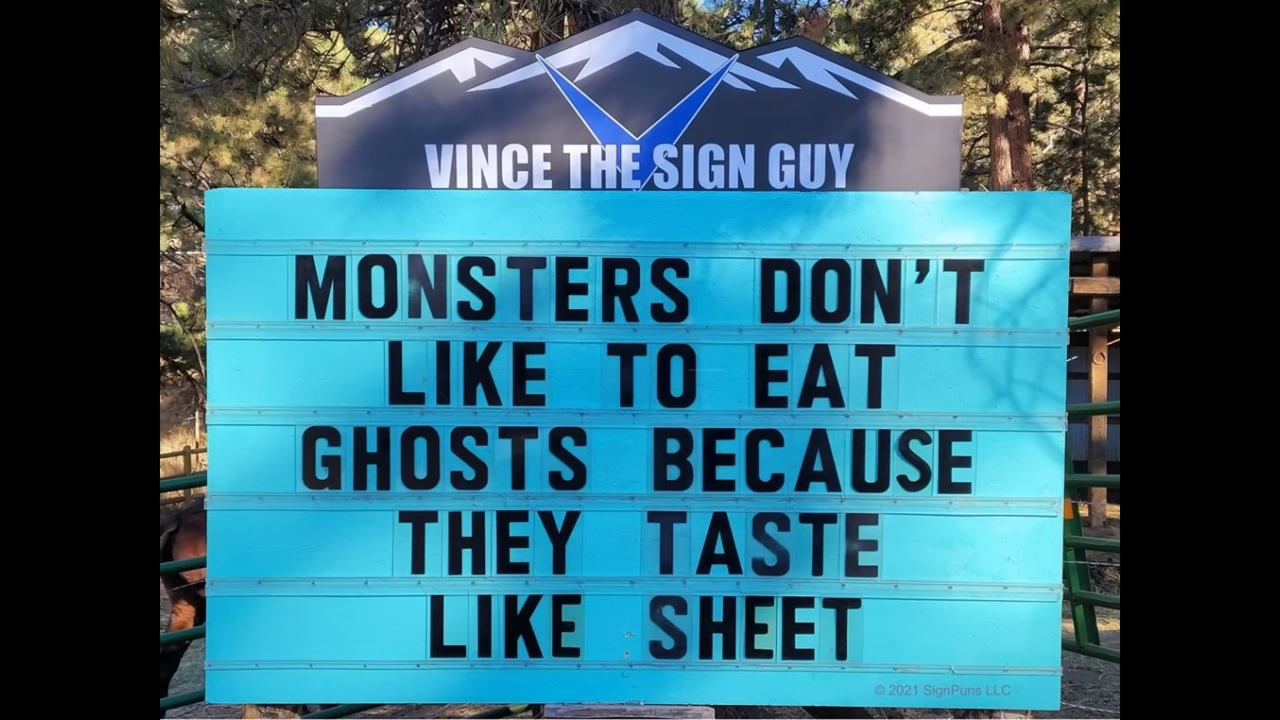 VINCE THE SIGN GUY
MONSTERS DON'T
LIKE TO EAT
GHOSTS BECAUSE
THEY TASTE
LIKE SHEET
© 2021 SignPuns LLC